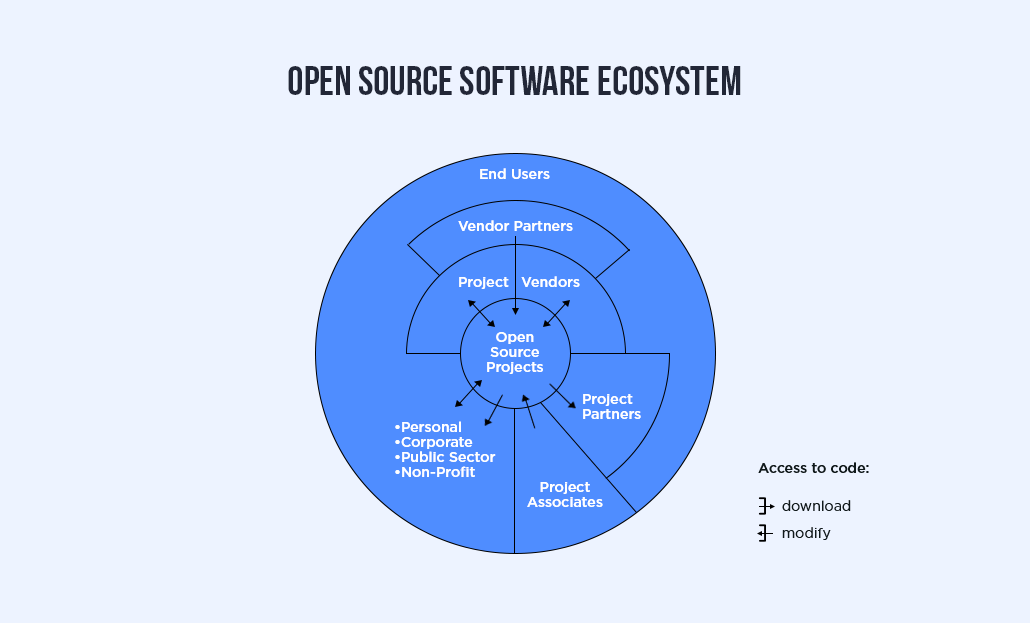 OPEN SOURCE SOFTWARE ECOSYSTEM
End Users
Vendor Partners
Project
Vendors
Open
Source
Projects
Project
Partners
•Personal
•Corporate
•Public Sector
•Non-Profit
Project
Associates
Access to code:
download
modify